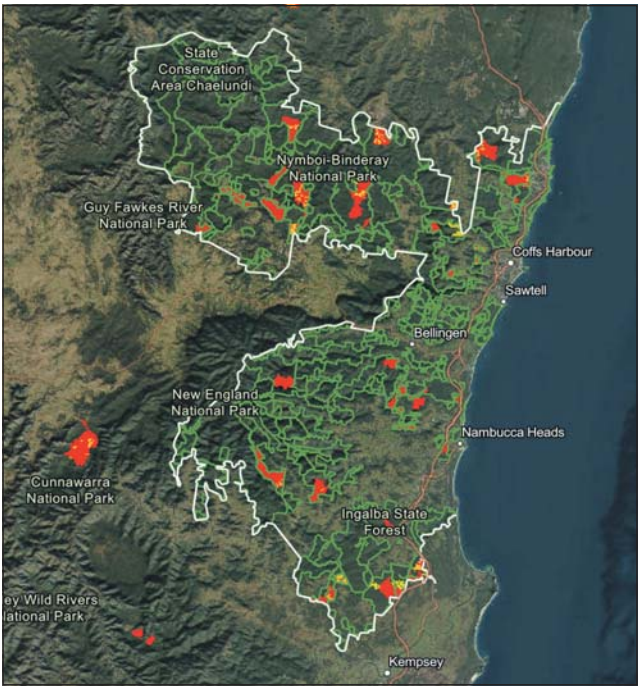 State
Conservation
Area Chaelundi
Nymboi-Binderay
National Park
Guy Fawkes River
National Park
Coffs Harbour
Sawtell
Bellingen
New England
National Park
Nambucca Heads
Cunnawarra
National Park
Ingalba State
Forest
ey Wild Rivers
National Park
Kempsey